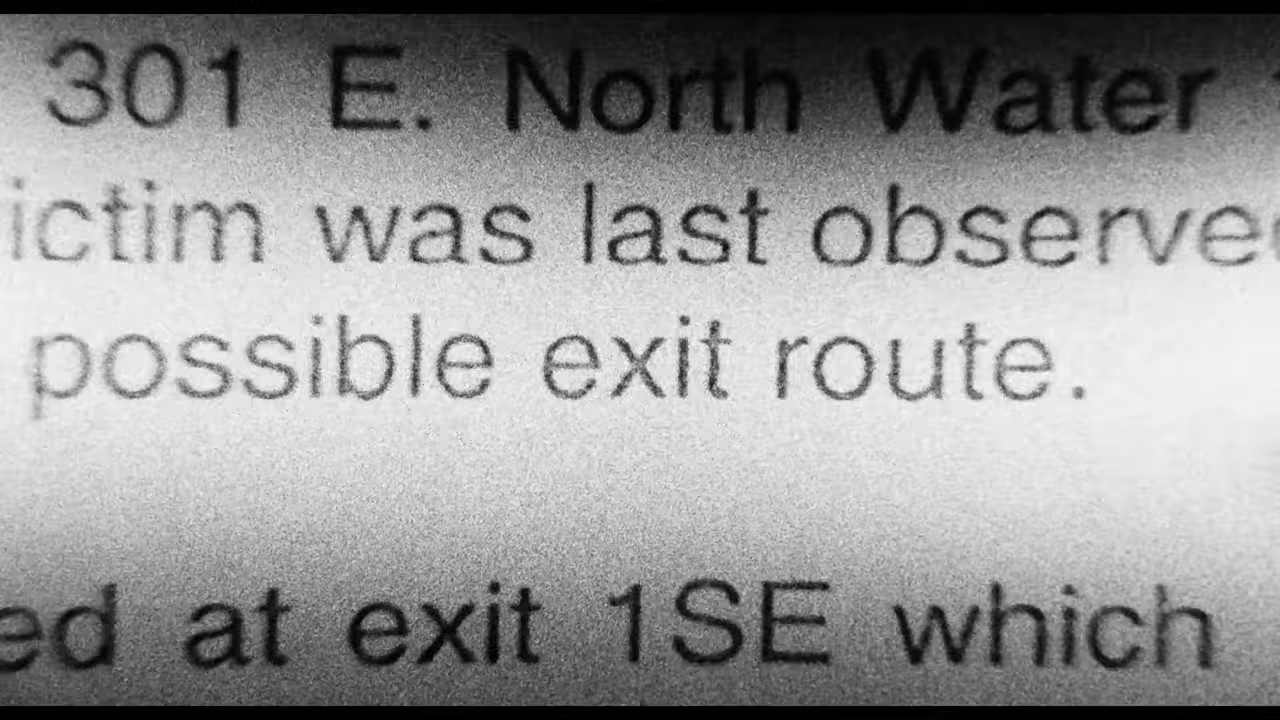 301 E. North Water
ictim was last observe
possible exit route.
ed at exit 1SE which